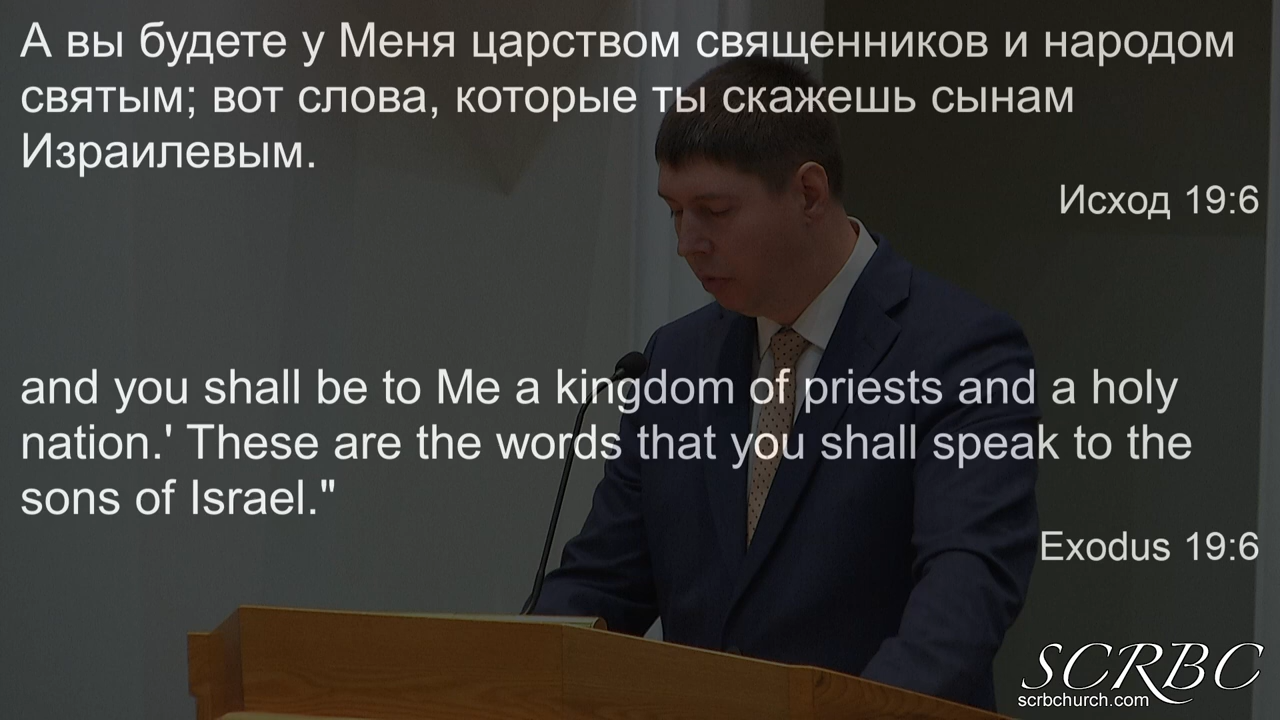 А вы будете у Меня царством священников и народом
святым; вот слова, которые ты скажешь сынам
Израилевым.
Исход 19:6
and you shall be to Me a kingdom of priests and a holy
nation.' These are the words that you shall speak to the
sons of Israel."
Exodus 19:6
SCRBC
scrbchurch.com